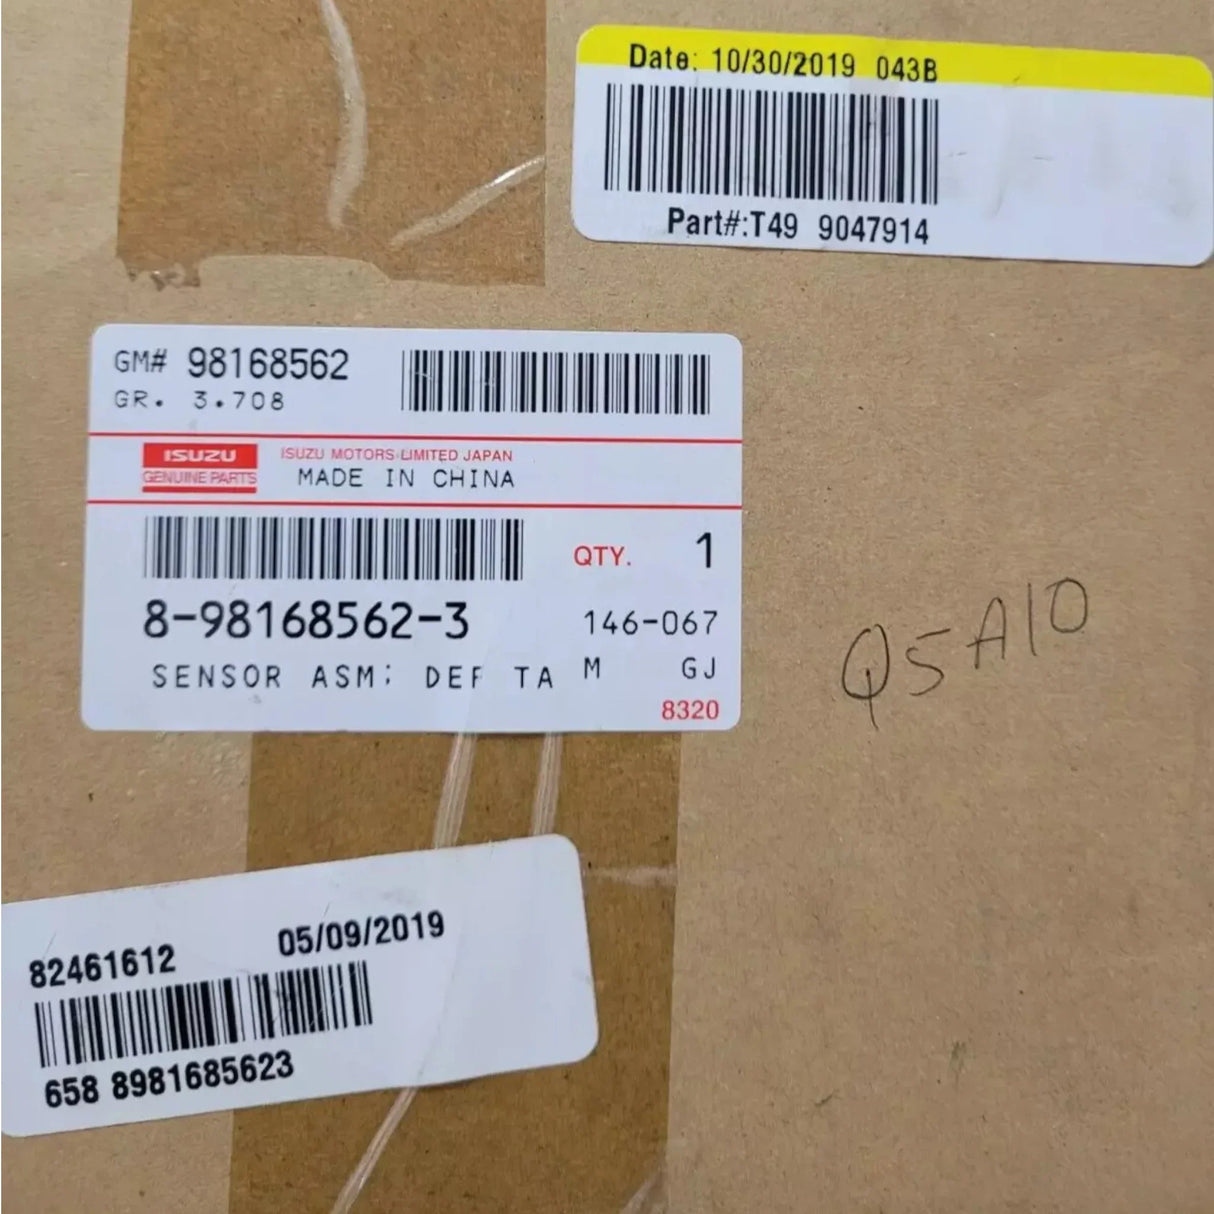 Date: 10/30/2019 043B
Part#:T49 9047914
GM# 98168562
GR. 3.708
ISUZU
GENUINE PARTS
ISUZU MOTORS LIMITED JAPAN
MADE IN CHINA
QTY. 1
8-98168562-3 146-067
SENSOR ASM; DEF TA M GJ
8320
Q5A10
82461612 05/09/2019
658 8981685623